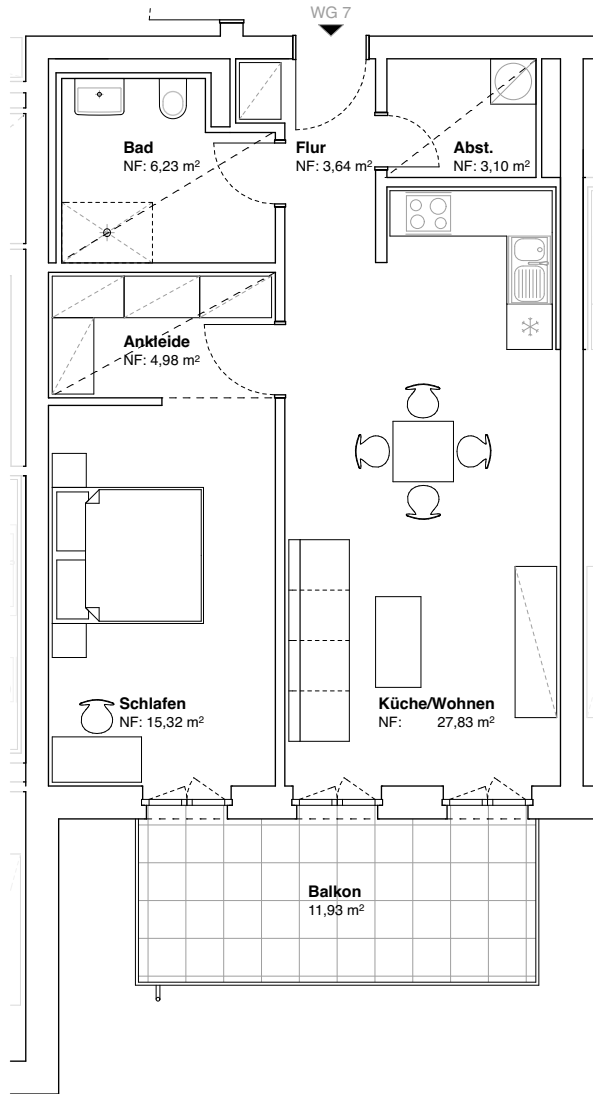 WG 7
Bad
NF: 6,23 m²
Flur
NF: 3,64 m²
Abst.
NF: 3,10 m²
Ankleide
NF: 4,98 m²
Schlafen
NF: 15,32 m²
Küche/Wohnen
NF: 27,83 m²
Balkon
11,93 m²